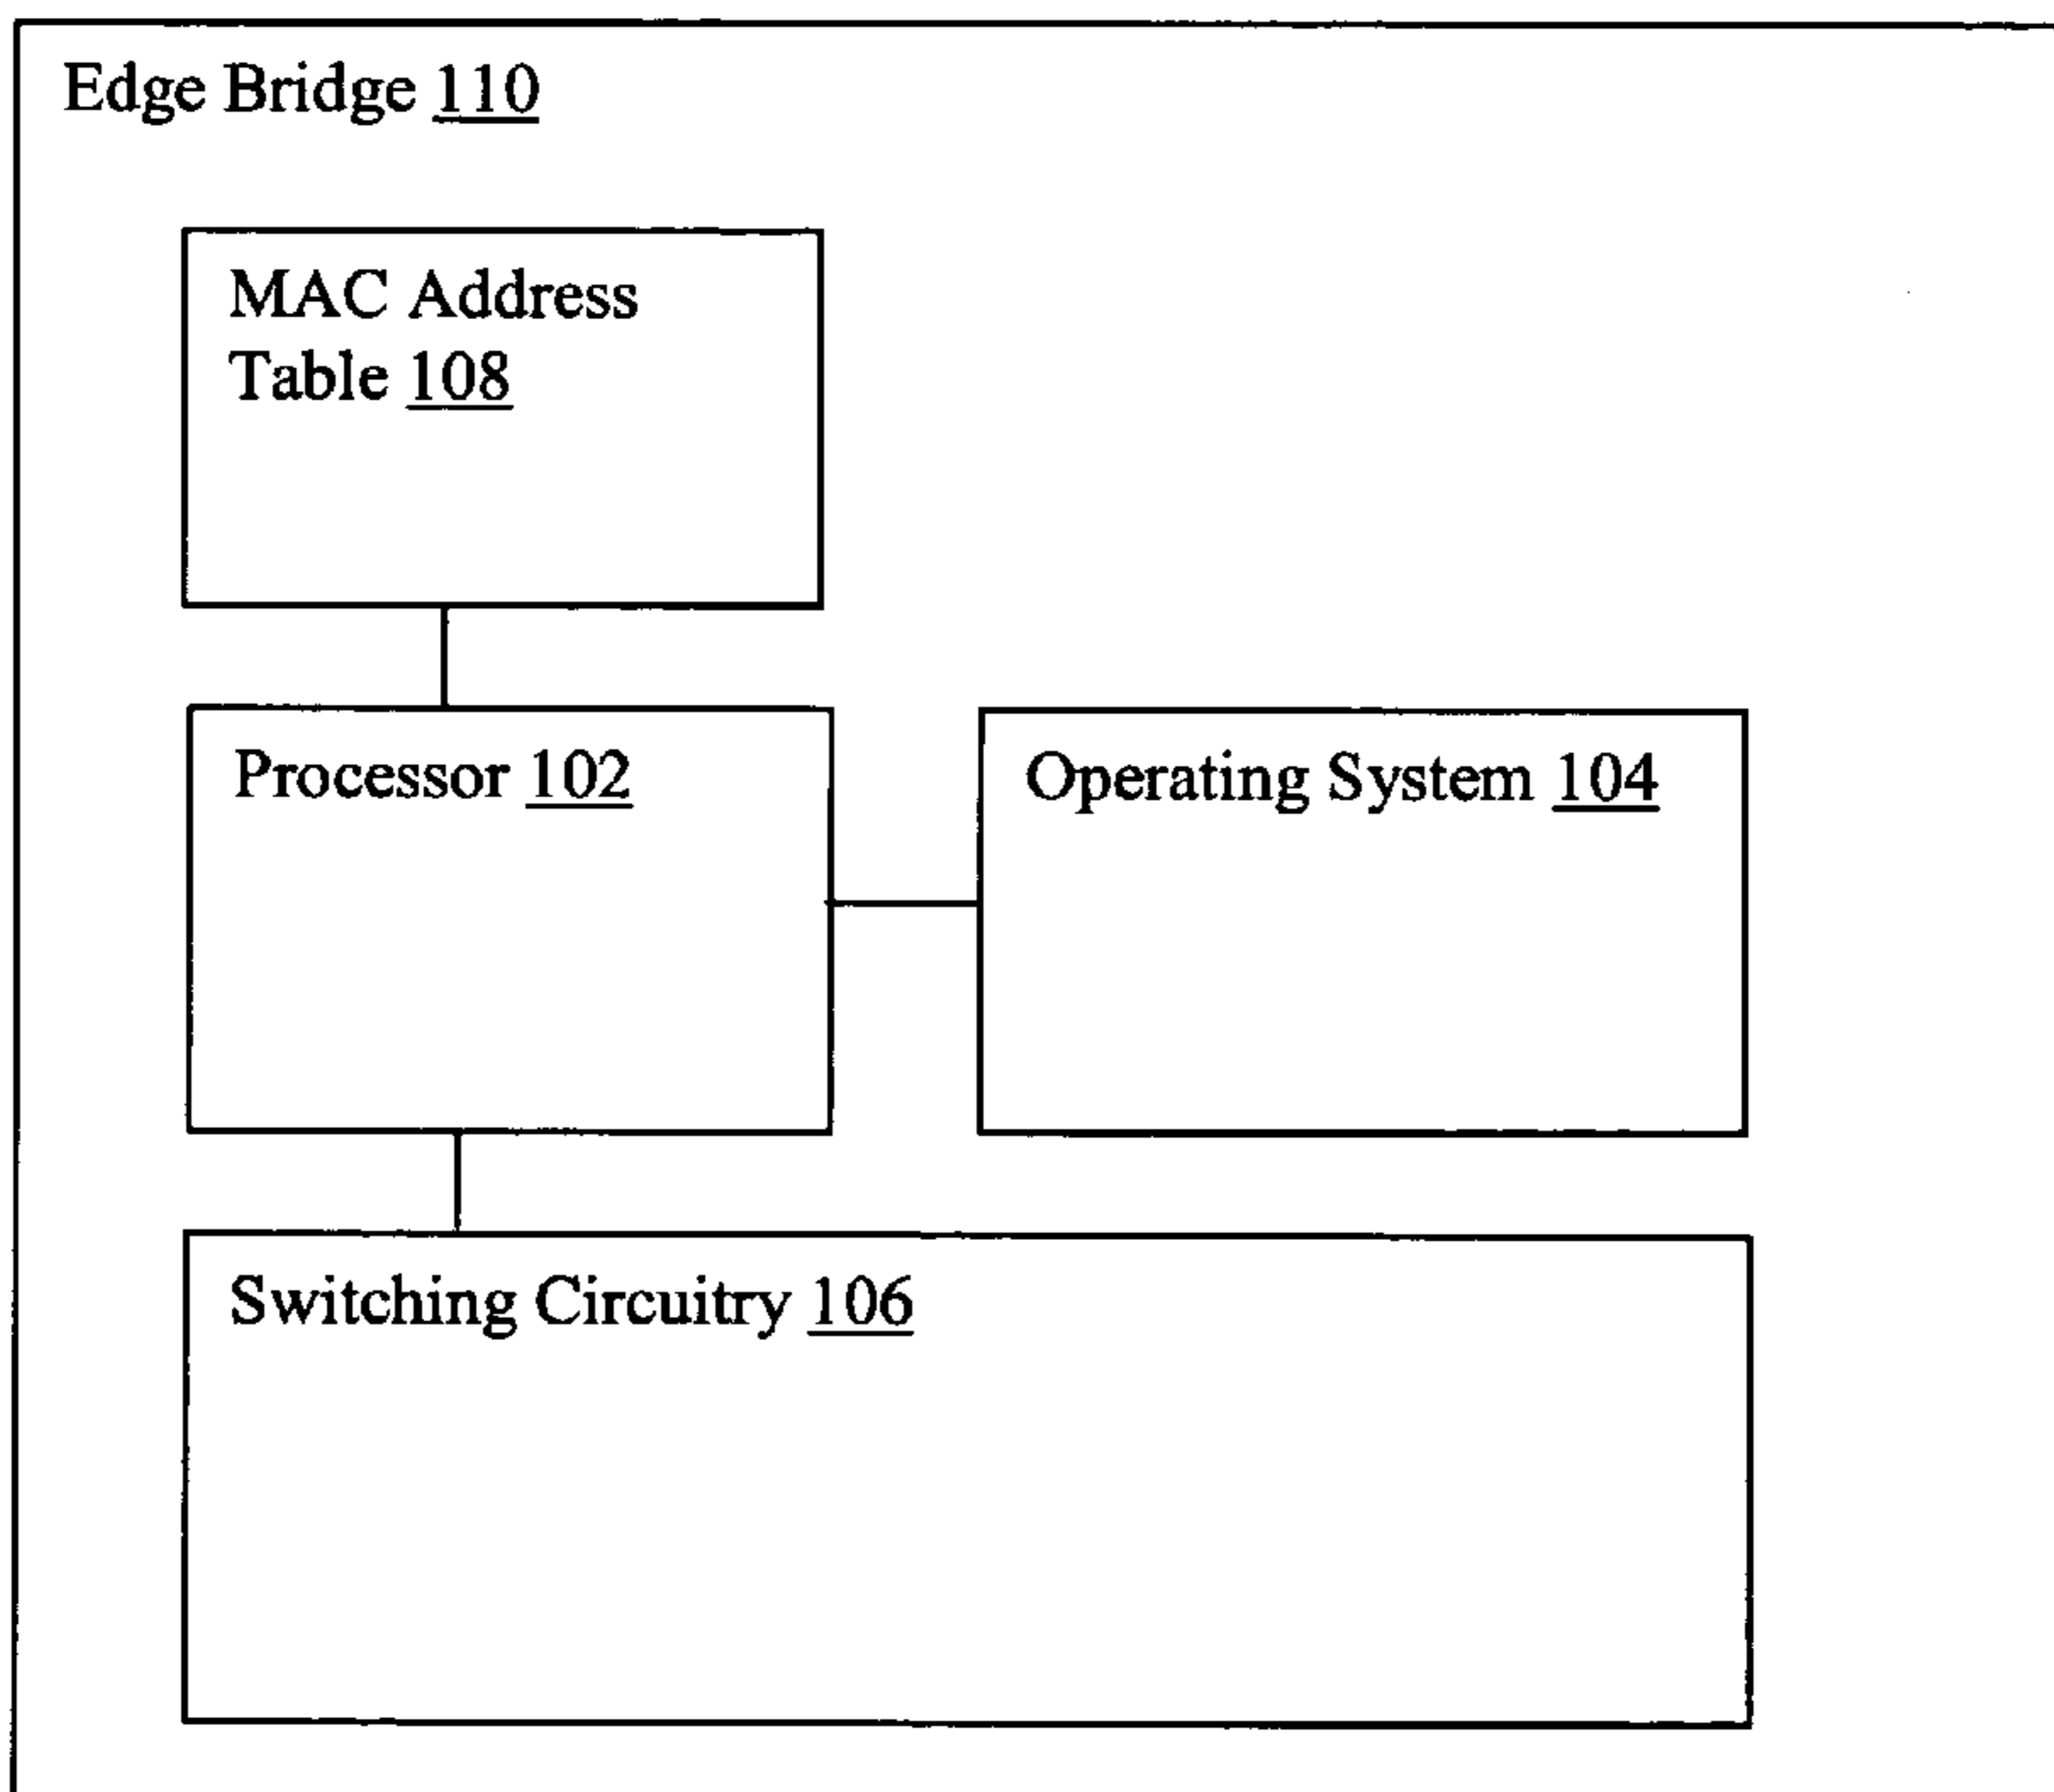 Edge Bridge 110
MAC Address
Table 108
Processor 102
Operating System 104
Switching Circuitry 106